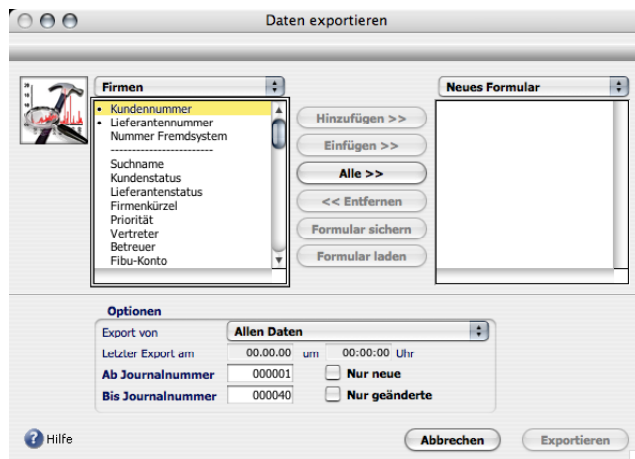 Daten exportieren
Firmen
Neues Formular
• Kundennummer
• Lieferantennummer
Nummer Fremdsystem
------------------------
Suchname
Kundenstatus
Lieferantenstatus
Firmenkürzel
Priorität
Vertreter
Betreuer
Fibu-Konto
Hinzufügen >>
Einfügen >>
Alle >>
<< Entfernen
Formular sichern
Formular laden
Optionen
Export von Allen Daten
Letzter Export am 00.00.00 um 00:00:00 Uhr
Ab Journalnummer 000001 Nur neue
Bis Journalnummer 000040 Nur geänderte
? Hilfe
Abbrechen Exportieren